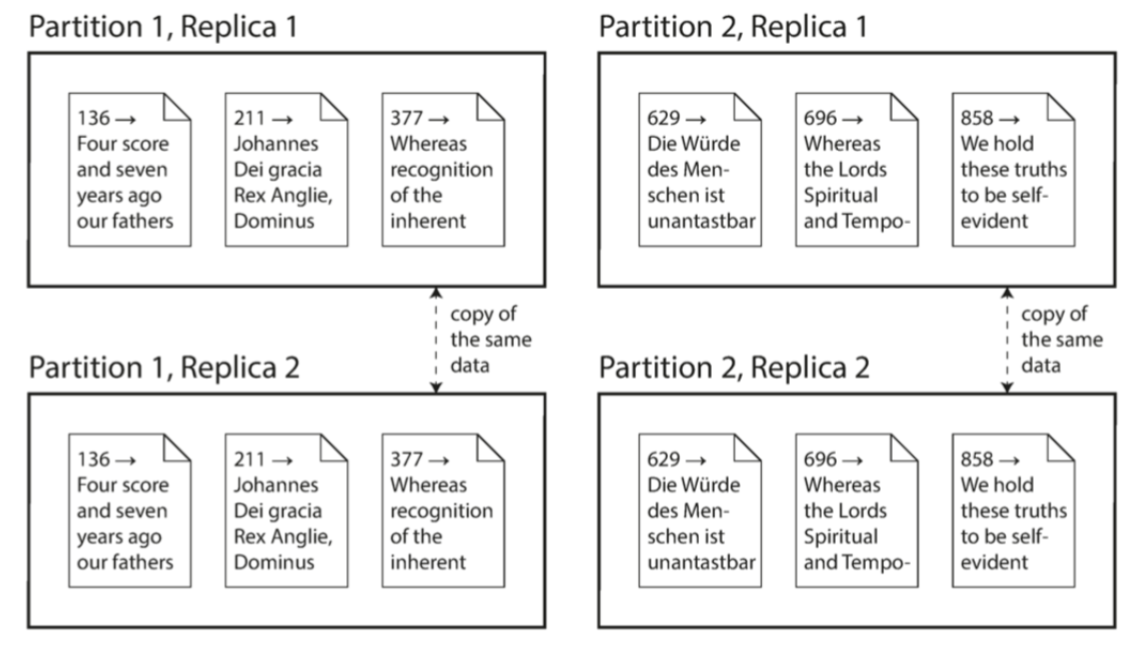 Partition 1, Replica 1
136 →
Four score
and seven
years ago
our fathers
211 →
Johannes
Dei gracia
Rex Anglie,
Dominus
377 →
Whereas
recognition
of the
inherent
copy of
the same
data
Partition 1, Replica 2
136 →
Four score
and seven
years ago
our fathers
211 →
Johannes
Dei gracia
Rex Anglie,
Dominus
377 →
Whereas
recognition
of the
inherent
Partition 2, Replica 1
629 →
Die Würde
des Men-
schen ist
unantastbar
696 →
Whereas
the Lords
Spiritual
and Tempo-
858 →
We hold
these truths
to be self-
evident
copy of
the same
data
Partition 2, Replica 2
629 →
Die Würde
des Men-
schen ist
unantastbar
696 →
Whereas
the Lords
Spiritual
and Tempo-
858 →
We hold
these truths
to be self-
evident